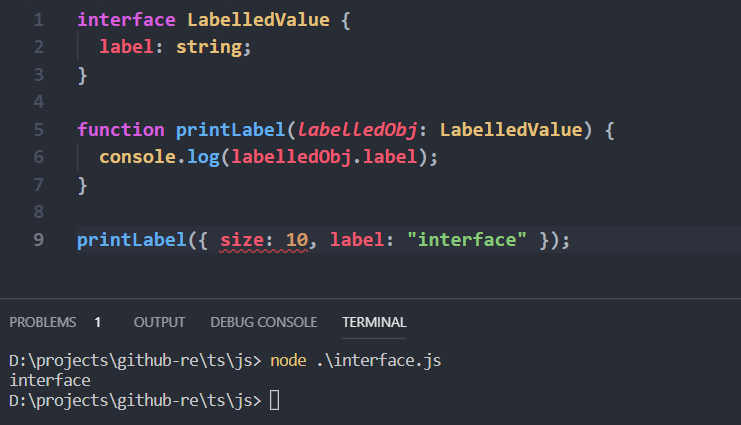 1 interface LabelledValue {
2 label: string;
3 }
4
5 function printLabel(labelledObj: LabelledValue) {
6 console.log(labelledObj.label);
7 }
8
9 printLabel({ size: 10, label: "interface" });
PROBLEMS 1 OUTPUT DEBUG CONSOLE TERMINAL
D:\projects\github-re\ts\js> node .\interface.js
interface
D:\projects\github-re\ts\js>